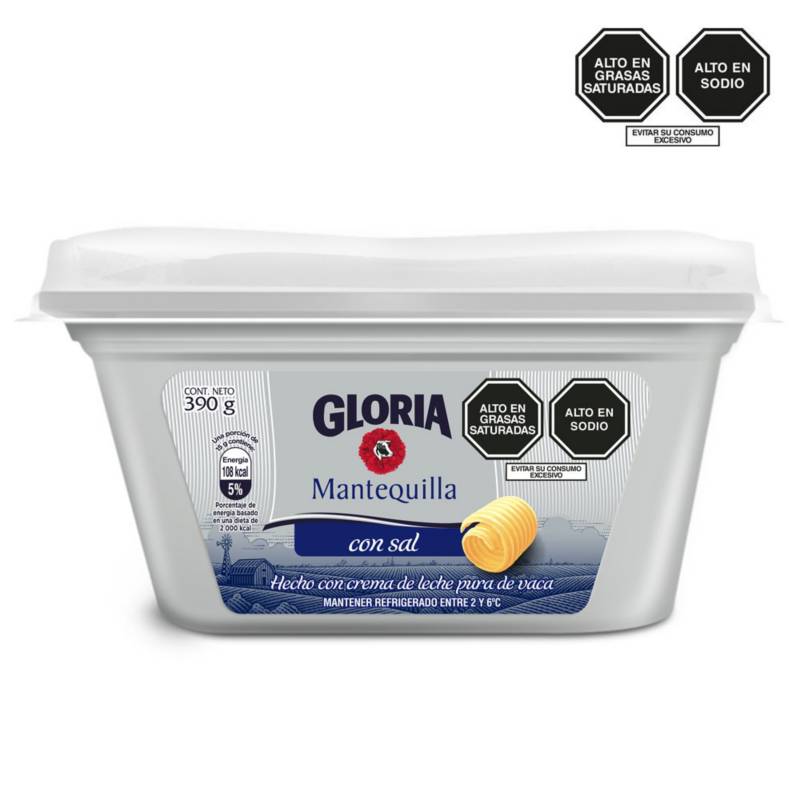 ALTO EN
GRASAS
SATURADAS
ALTO EN
SODIO
EVITAR SU CONSUMO
EXCESIVO
CONT. NETO
390 g
GLORIA
ALTO EN
GRASAS
SATURADAS
ALTO EN
SODIO
EVITAR SU CONSUMO
EXCESIVO
Una porción de
15 g contiene:
Energía
108 kcal
5%
Porcentaje de
energía basado
en una dieta de
2 000 kcal
Mantequilla
con sal
Hecho con crema de leche pura de vaca
MANTENER REFRIGERADO ENTRE 2 Y 6°C